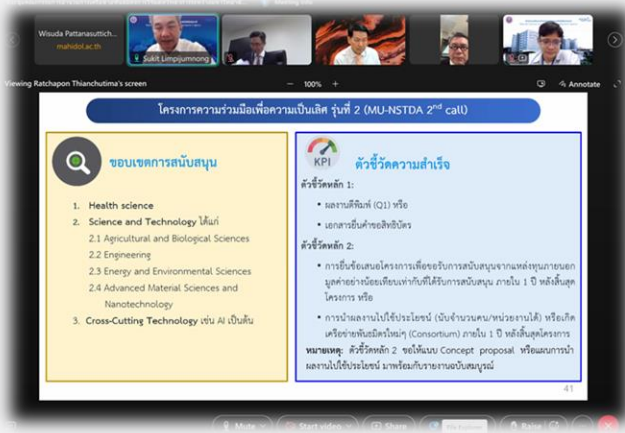 Wisuda Pattanasuttich...
mahidol.ac.th
Sukit Limpijumnong
Viewing Ratchapon Thianchutima's screen
100%
Annotate
โครงการความร่วมมือเพื่อความเป็นเลิศ รุ่นที่ 2 (MU-NSTDA 2nd call)
ขอบเขตการสนับสนุน
1. Health science
2. Science and Technology ได้แก่
2.1 Agricultural and Biological Sciences
2.2 Engineering
2.3 Energy and Environmental Sciences
2.4 Advanced Material Sciences and
Nanotechnology
3. Cross-Cutting Technology เช่น AI เป็นต้น
KPI
ตัวชี้วัดความสำเร็จ
ตัวชี้วัดหลัก 1:
• ผลงานตีพิมพ์ (Q1) หรือ
• เอกสารยื่นคำขอสิทธิบัตร
ตัวชี้วัดหลัก 2:
• การยื่นข้อเสนอโครงการเพื่อขอรับการสนับสนุนจากแหล่งทุนภายนอก
มูลค่าอย่างน้อยเทียบเท่ากับที่ได้รับการสนับสนุน ภายใน 1 ปี หลังสิ้นสุด
โครงการ หรือ
• การนำผลงานไปใช้ประโยชน์ (นับจำนวนคน/หน่วยงานได้) หรือเกิด
เครือข่ายพันธมิตรใหม่ๆ (Consortium) ภายใน 1 ปี หลังสิ้นสุดโครงการ
หมายเหตุ: ตัวชี้วัดหลัก 2 ขอให้แนบ Concept proposal หรือแผนการนำ
ผลงานไปใช้ประโยชน์ มาพร้อมกับรายงานฉบับสมบูรณ์
41
Mute
Start video
Share
Raise